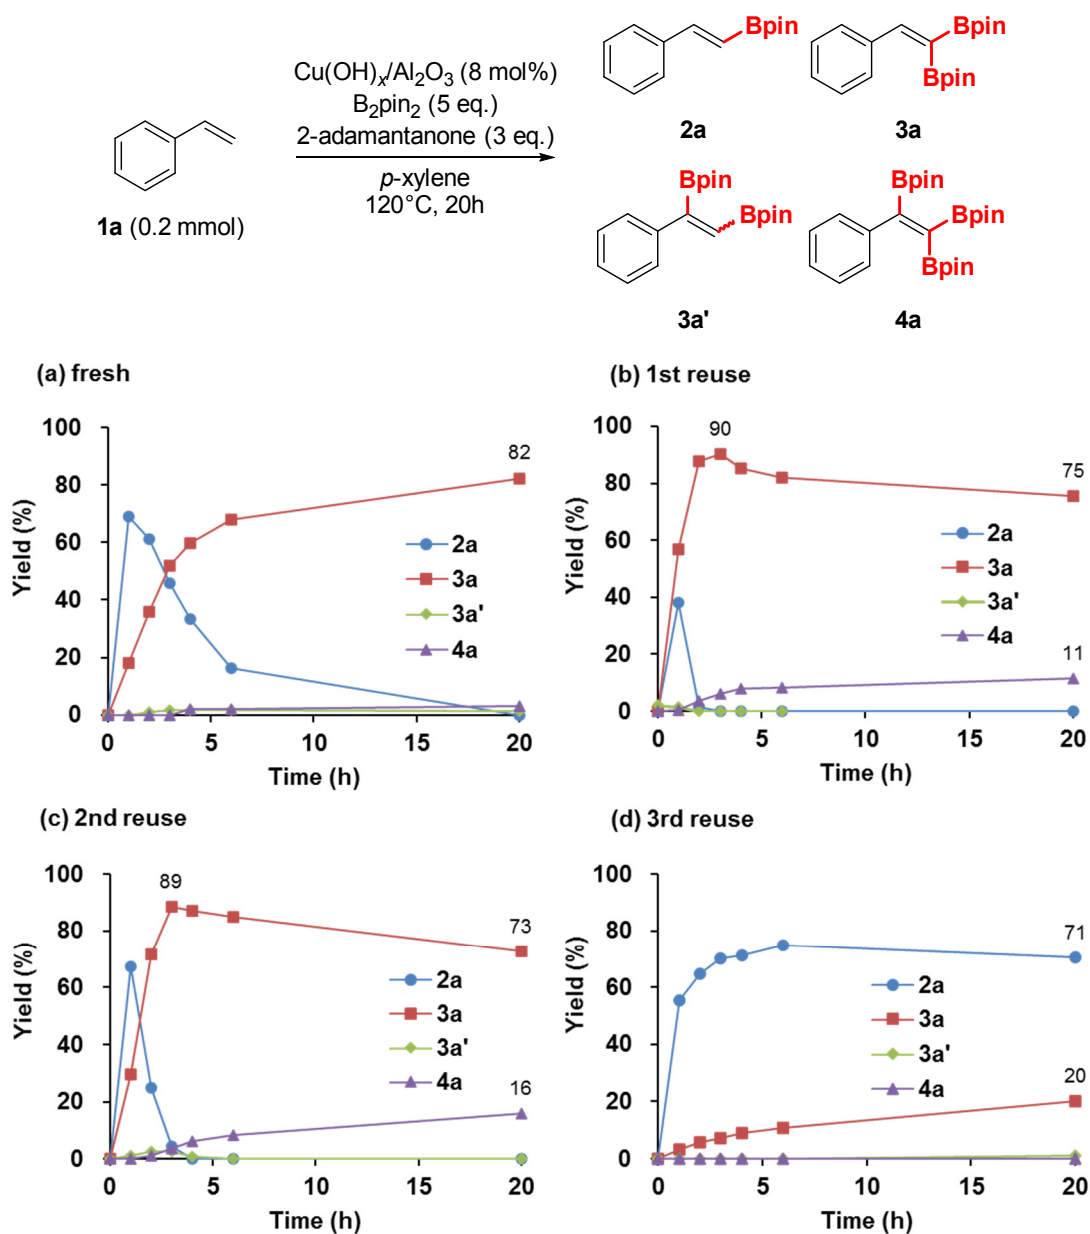 Cu(OH)x/Al2O3 (8 mol%)
B2pin2 (5 eq.)
2-adamantanone (3 eq.)
p-xylene
120°C, 20h
1a (0.2 mmol)
Bpin
2a
Bpin
Bpin
3a
Bpin
Bpin
3a'
Bpin
Bpin
Bpin
4a
(a) fresh
100
80
60
40
20
0
Yield (%)
82
2a
3a
3a'
4a
0 5 10 15 20
Time (h)
(b) 1st reuse
100
80
60
40
20
0
Yield (%)
90
75
11
2a
3a
3a'
4a
0 5 10 15 20
Time (h)
(c) 2nd reuse
100
80
60
40
20
0
Yield (%)
89
73
16
2a
3a
3a'
4a
0 5 10 15 20
Time (h)
(d) 3rd reuse
100
80
60
40
20
0
Yield (%)
71
20
2a
3a
3a'
4a
0 5 10 15 20
Time (h)